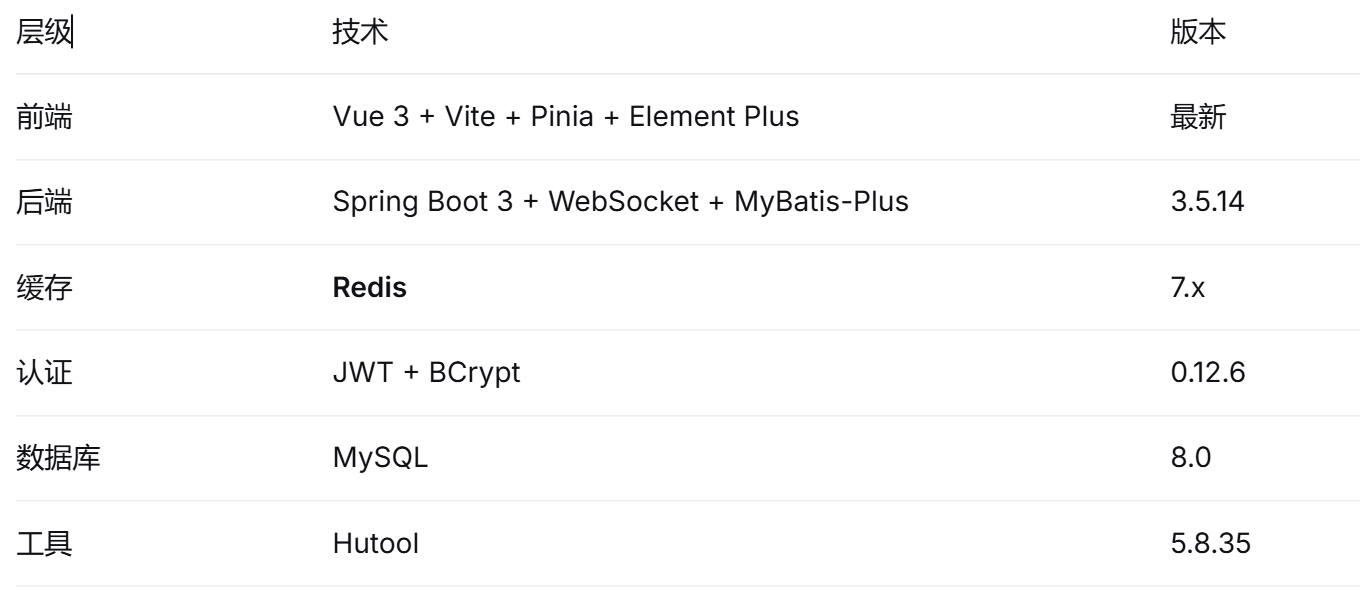 层级 技术 版本
前端 Vue 3 + Vite + Pinia + Element Plus 最新
后端 Spring Boot 3 + WebSocket + MyBatis-Plus 3.5.14
缓存 Redis 7.x
认证 JWT + BCrypt 0.12.6
数据库 MySQL 8.0
工具 Hutool 5.8.35